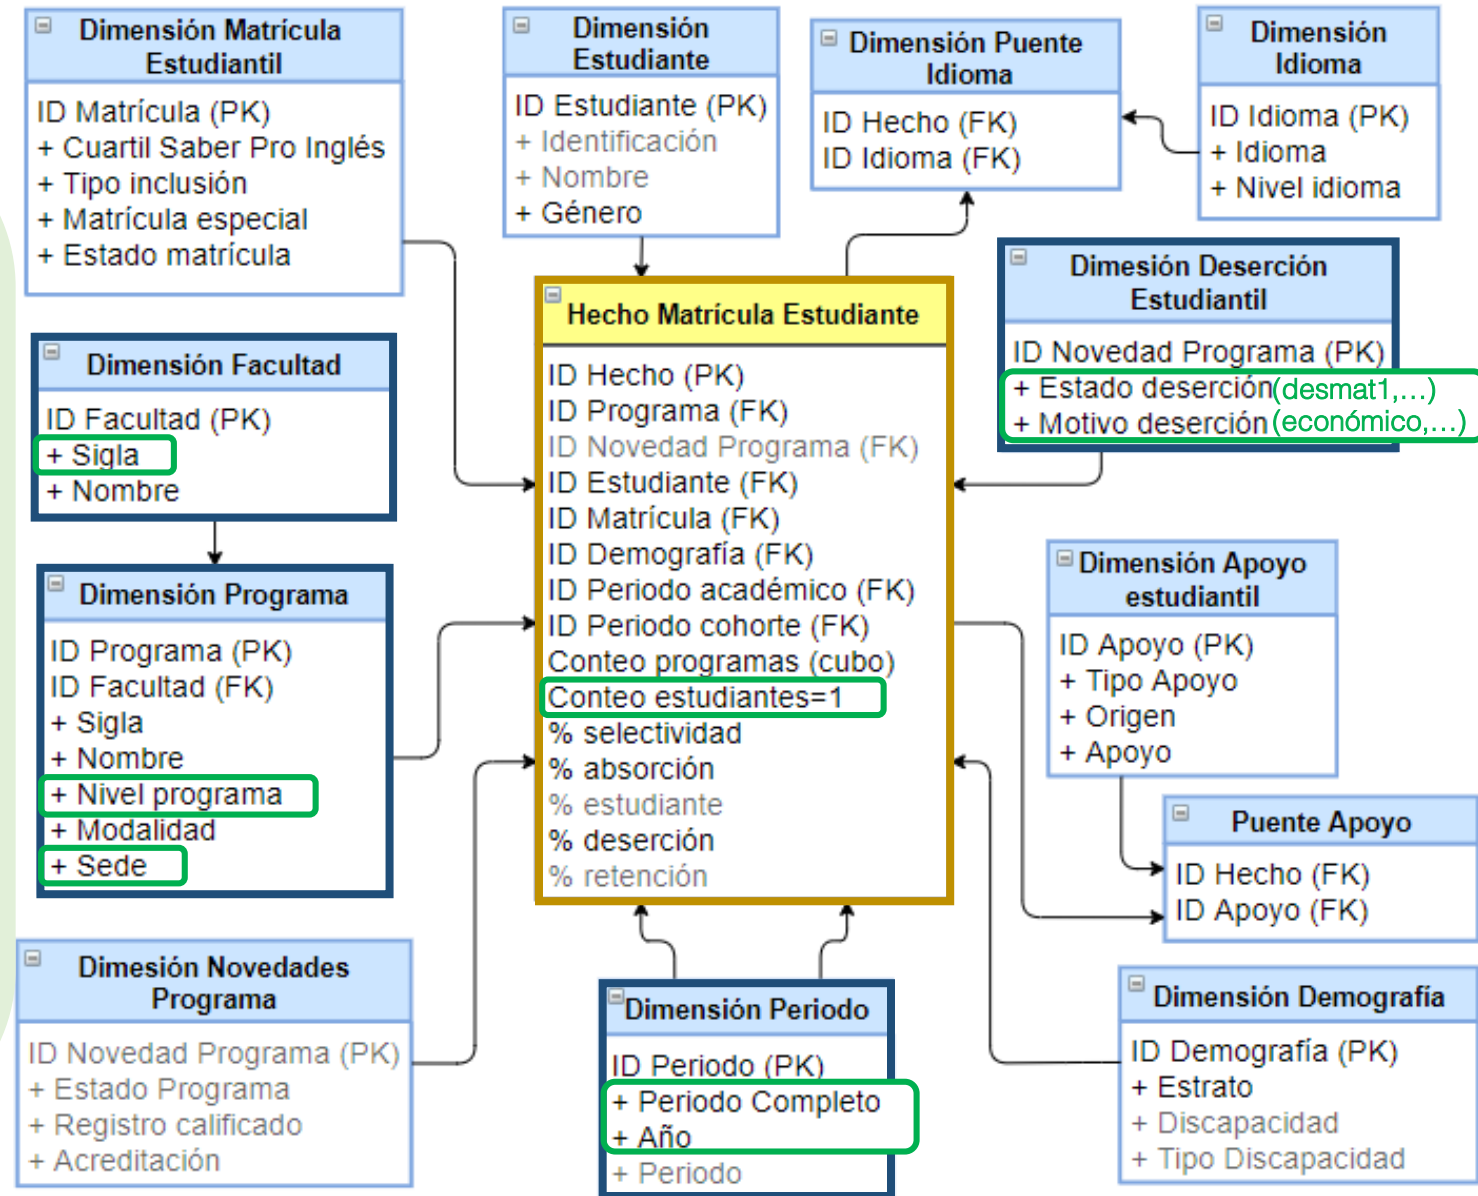 Dimensión Matrícula
Estudiantil
ID Matrícula (PK)
+ Cuartil Saber Pro Inglés
+ Tipo inclusión
+ Matrícula especial
+ Estado matrícula
Dimensión
Estudiante
ID Estudiante (PK)
+ Identificación
+ Nombre
+ Género
Dimensión Puente
Idioma
ID Hecho (FK)
ID Idioma (FK)
Dimensión
Idioma
ID Idioma (PK)
+ Idioma
+ Nivel idioma
Dimensión Facultad
ID Facultad (PK)
+ Sigla
+ Nombre
Hecho Matrícula Estudiante
ID Hecho (PK)
ID Programa (FK)
ID Novedad Programa (FK)
ID Estudiante (FK)
ID Matrícula (FK)
ID Demografía (FK)
ID Periodo académico (FK)
ID Periodo cohorte (FK)
Conteo programas (cubo)
Conteo estudiantes=1
% selectividad
% absorción
% estudiante
% deserción
% retención
Dimesión Deserción
Estudiantil
ID Novedad Programa (PK)
+ Estado deserción(desmat1,...)
+ Motivo deserción(económico,...)
Dimensión Programa
ID Programa (PK)
ID Facultad (FK)
+ Sigla
+ Nombre
+ Nivel programa
+ Modalidad
+ Sede
Dimensión Apoyo
estudiantil
ID Apoyo (PK)
+ Tipo Apoyo
+ Origen
+ Apoyo
Puente Apoyo
ID Hecho (FK)
ID Apoyo (FK)
Dimesión Novedades
Programa
ID Novedad Programa (PK)
+ Estado Programa
+ Registro calificado
+ Acreditación
Dimensión Periodo
ID Periodo (PK)
+ Periodo Completo
+ Año
+ Periodo
Dimensión Demografía
ID Demografía (PK)
+ Estrato
+ Discapacidad
+ Tipo Discapacidad